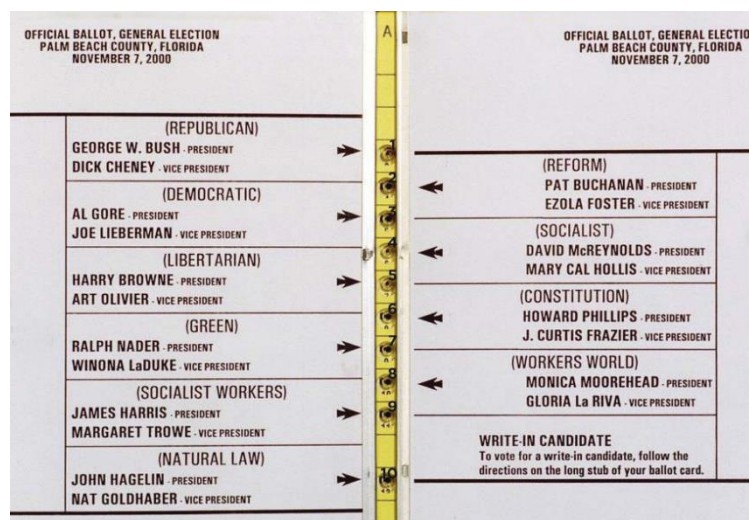 OFFICIAL BALLOT, GENERAL ELECTION
PALM BEACH COUNTY, FLORIDA
NOVEMBER 7, 2000
(REPUBLICAN)
GEORGE W. BUSH - PRESIDENT
DICK CHENEY - VICE PRESIDENT
(DEMOCRATIC)
AL GORE - PRESIDENT
JOE LIEBERMAN - VICE PRESIDENT
(LIBERTARIAN)
HARRY BROWNE - PRESIDENT
ART OLIVIER - VICE PRESIDENT
(GREEN)
RALPH NADER - PRESIDENT
WINONA LaDUKE - VICE PRESIDENT
(SOCIALIST WORKERS)
JAMES HARRIS - PRESIDENT
MARGARET TROWE - VICE PRESIDENT
(NATURAL LAW)
JOHN HAGELIN - PRESIDENT
NAT GOLDHABER - VICE PRESIDENT
A
1
2
3
4
5
6
7
8
9
10
OFFICIAL BALLOT, GENERAL ELECTIO
PALM BEACH COUNTY, FLORIDA
NOVEMBER 7, 2000
(REFORM)
PAT BUCHANAN - PRESIDENT
EZOLA FOSTER - VICE PRESIDENT
(SOCIALIST)
DAVID McREYNOLDS - PRESIDENT
MARY CAL HOLLIS - VICE PRESIDENT
(CONSTITUTION)
HOWARD PHILLIPS - PRESIDENT
J. CURTIS FRAZIER - VICE PRESIDENT
(WORKERS WORLD)
MONICA MOOREHEAD - PRESIDENT
GLORIA La RIVA - VICE PRESIDENT
WRITE-IN CANDIDATE
To vote for a write-in candidate, follow the
directions on the long stub of your ballot card.